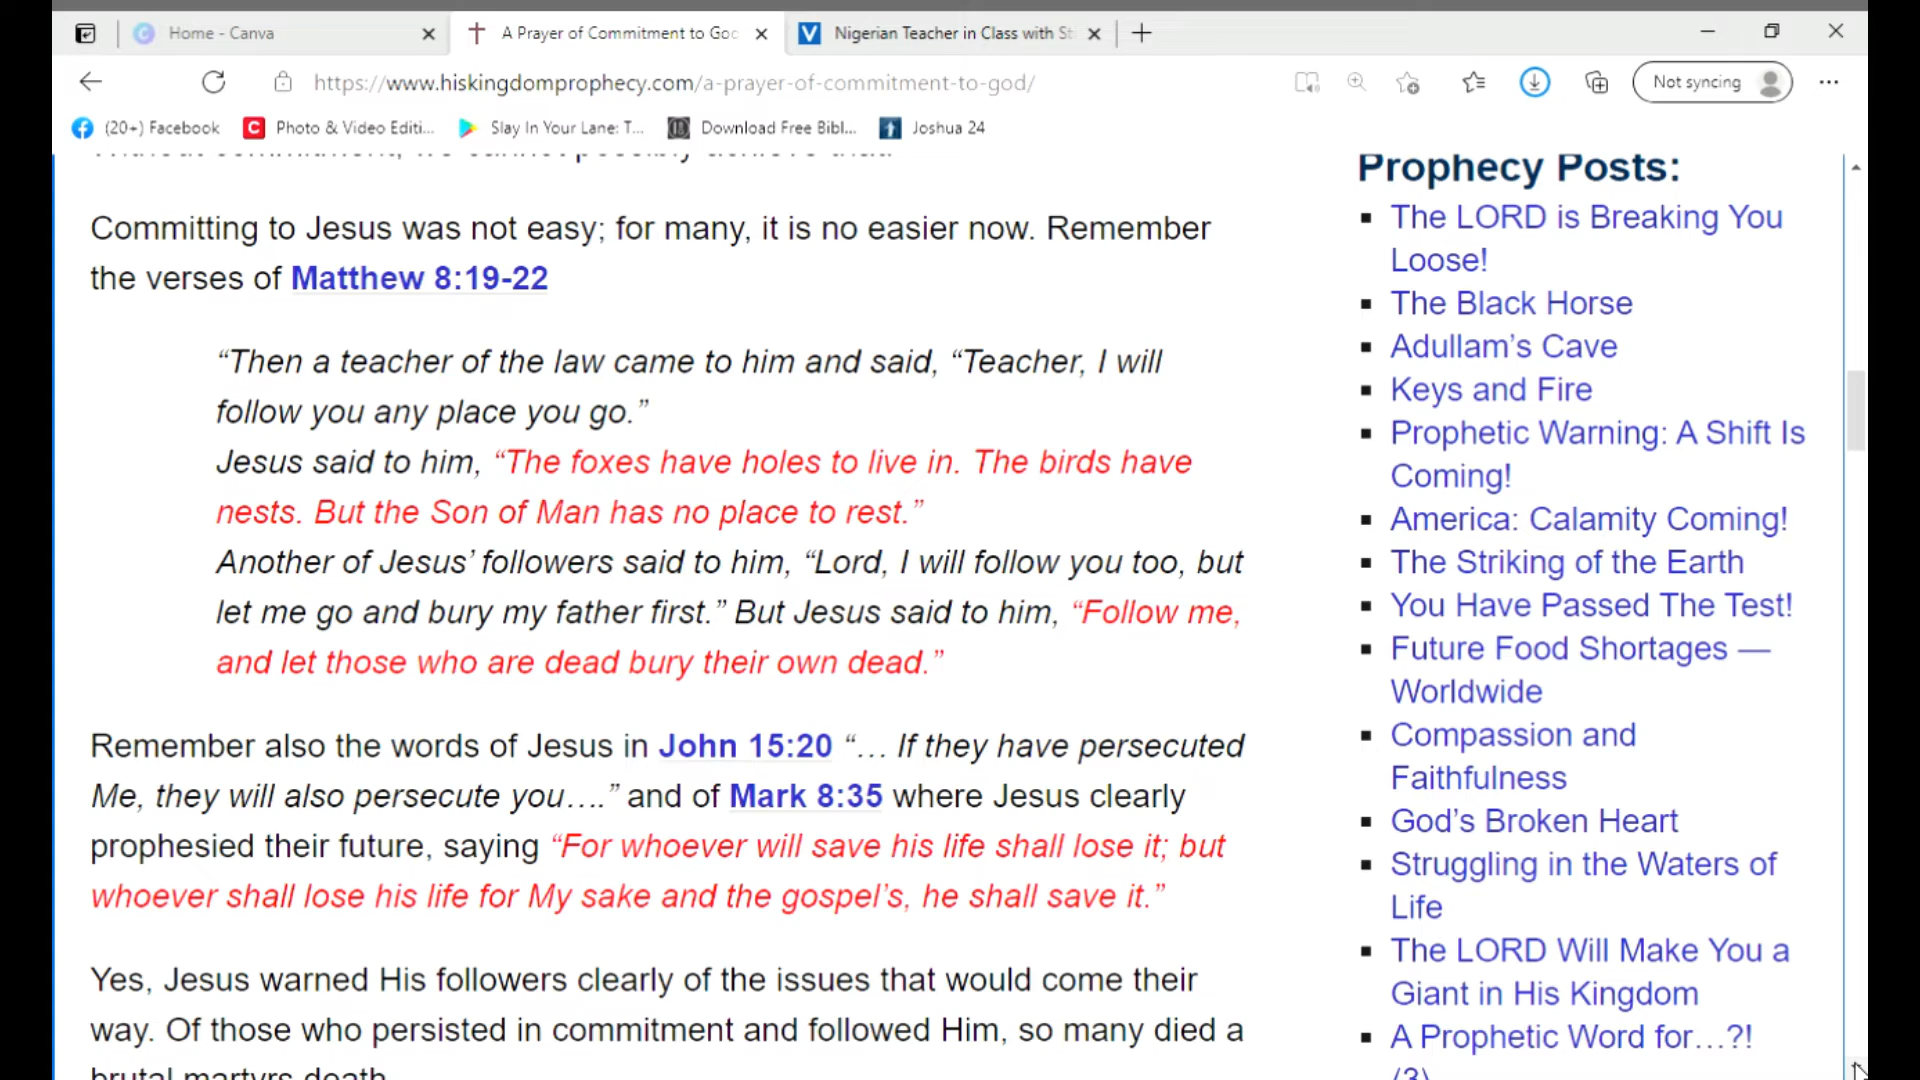 Home - Canva
A Prayer of Commitment to Goc
Nigerian Teacher in Class with St
https://www.hiskingdomprophecy.com/a-prayer-of-commitment-to-god/
Not syncing
(20+) Facebook
Photo & Video Editi...
Slay In Your Lane: T...
Download Free Bibl...
Joshua 24
Without commitment, we cannot possibly achieve that.
Committing to Jesus was not easy; for many, it is no easier now. Remember
the verses of Matthew 8:19-22
“Then a teacher of the law came to him and said, “Teacher, I will
follow you any place you go.”
Jesus said to him, “The foxes have holes to live in. The birds have
nests. But the Son of Man has no place to rest.”
Another of Jesus’ followers said to him, “Lord, I will follow you too, but
let me go and bury my father first.” But Jesus said to him, “Follow me,
and let those who are dead bury their own dead.”
Remember also the words of Jesus in John 15:20 “… If they have persecuted
Me, they will also persecute you….” and of Mark 8:35 where Jesus clearly
prophesied their future, saying “For whoever will save his life shall lose it; but
whoever shall lose his life for My sake and the gospel’s, he shall save it.”
Yes, Jesus warned His followers clearly of the issues that would come their
way. Of those who persisted in commitment and followed Him, so many died a
brutal martyrs death.
Prophecy Posts:
The LORD is Breaking You
Loose!
The Black Horse
Adullam’s Cave
Keys and Fire
Prophetic Warning: A Shift Is
Coming!
America: Calamity Coming!
The Striking of the Earth
You Have Passed The Test!
Future Food Shortages —
Worldwide
Compassion and
Faithfulness
God’s Broken Heart
Struggling in the Waters of
Life
The LORD Will Make You a
Giant in His Kingdom
A Prophetic Word for…?!
(3)